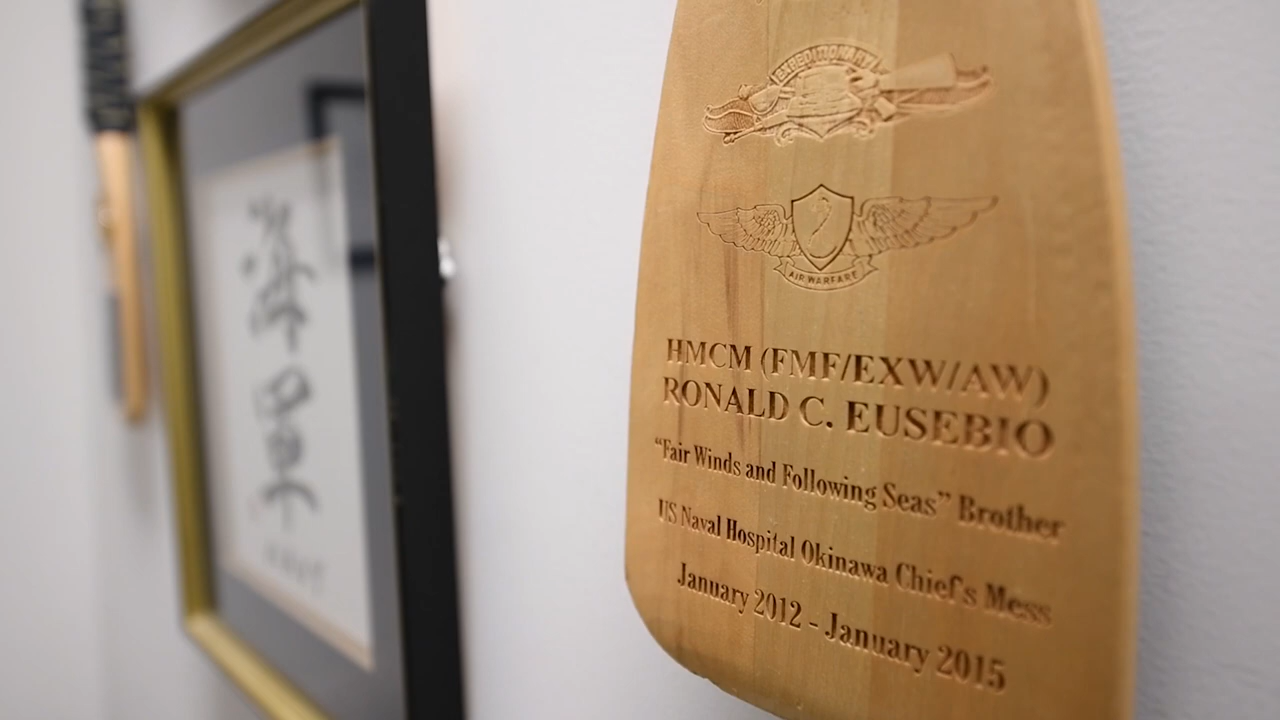 EXPEDITIONARY
AIR WARFARE
HMCM (FMF/EXW/AW)
RONALD C. EUSEBIO
“Fair Winds and Following Seas” Brother
US Naval Hospital Okinawa Chief's Mess
January 2012 - January 2015